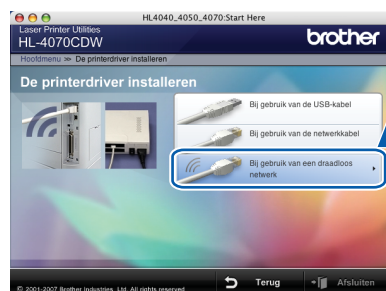 HL4040_4050_4070:Start Here
Laser Printer Utilities
HL-4070CDW
brother
Hoofdmenu >> De printerdriver installeren
De printerdriver installeren
Bij gebruik van de USB-kabel
Bij gebruik van de netwerkkabel
Bij gebruik van een draadloos
netwerk
© 2001-2007 Brother Industries, Ltd. All rights reserved
Terug
Afsluiten